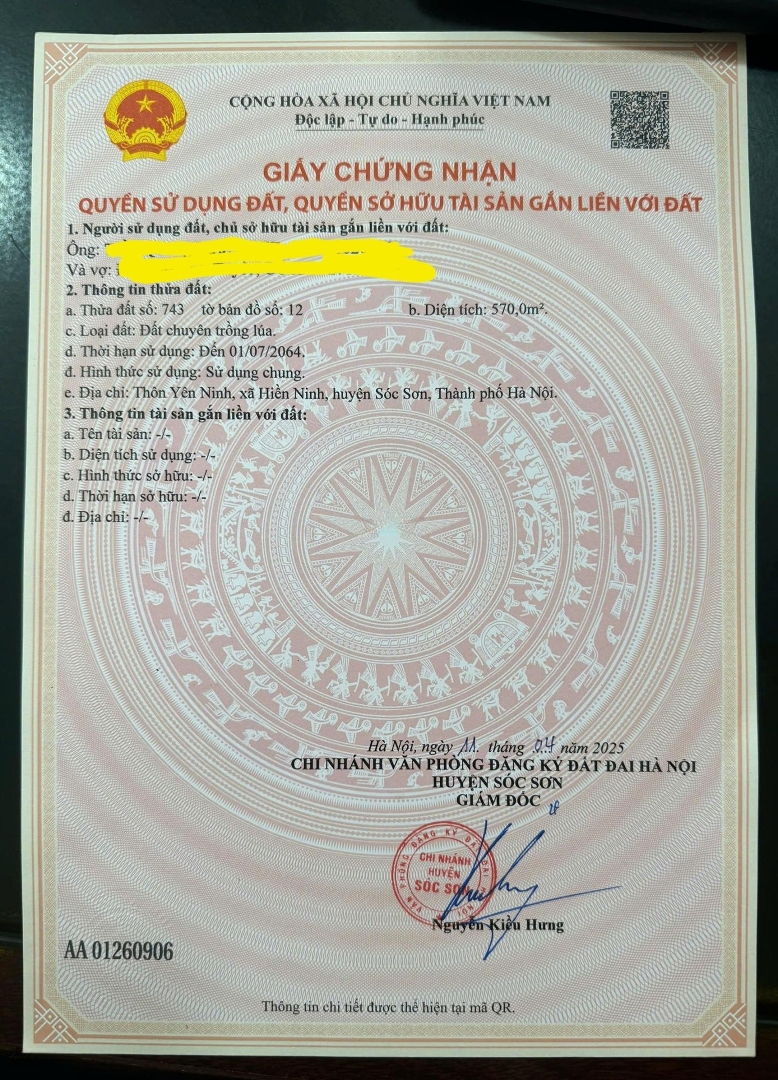 CỘNG HÒA XÃ HỘI CHỦ NGHĨA VIỆT NAM
Độc lập - Tự do - Hạnh phúc
GIẤY CHỨNG NHẬN
QUYỀN SỬ DỤNG ĐẤT, QUYỀN SỞ HỮU TÀI SẢN GẮN LIỀN VỚI ĐẤT
1. Người sử dụng đất, chủ sở hữu tài sản gắn liền với đất:
Ông:
Và vợ:
2. Thông tin thửa đất:
a. Thửa đất số: 743 tờ bản đồ số: 12 b. Diện tích: 570,0m².
c. Loại đất: Đất chuyên trồng lúa.
d. Thời hạn sử dụng: Đến 01/07/2064.
đ. Hình thức sử dụng: Sử dụng chung.
e. Địa chỉ: Thôn Yên Ninh, xã Hiền Ninh, huyện Sóc Sơn, Thành phố Hà Nội.
3. Thông tin tài sản gắn liền với đất:
a. Tên tài sản: -/-
b. Diện tích sử dụng: -/-
c. Hình thức sở hữu: -/-
d. Thời hạn sở hữu: -/-
đ. Địa chỉ: -/-
Hà Nội, ngày 11. tháng 04 năm 2025
CHI NHÁNH VĂN PHÒNG ĐĂNG KÝ ĐẤT ĐAI HÀ NỘI
HUYỆN SÓC SƠN
GIÁM ĐỐC
VĂN PHÒNG ĐĂNG KÝ ĐẤT ĐAI HÀ NỘI
CHI NHÁNH
HUYỆN
SÓC SƠN
Nguyễn Kiều Hưng
AA 01260906
Thông tin chi tiết được thể hiện tại mã QR.